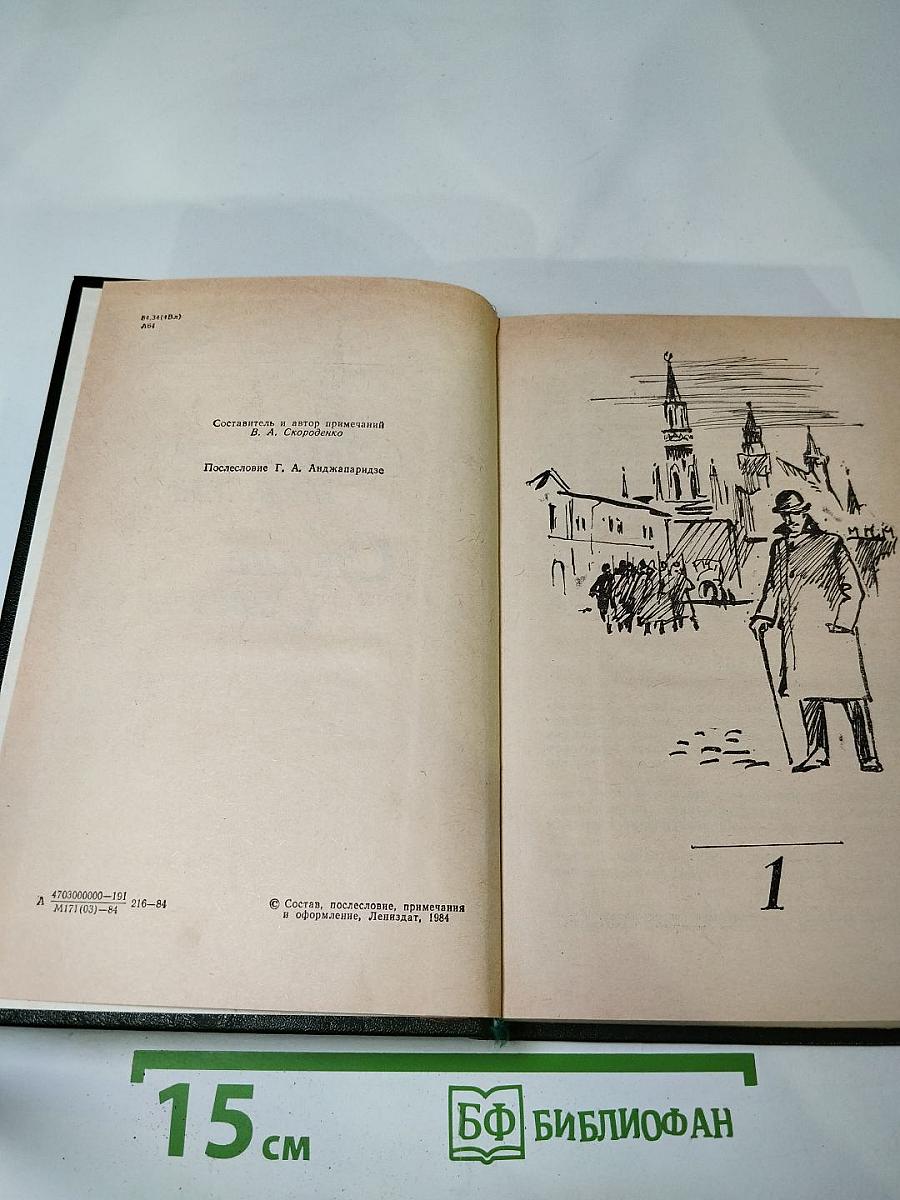 84.34(4Вл)
А64
Составитель и автор примечаний
В. А. Скороденко
Послесловие Г. А. Анджапаридзе
А 4703000000—191
М171(03)—84 216—84
© Состав, послесловие, примечания
и оформление, Лениздат, 1984
1
15 см
БФ БИБЛИОФАН